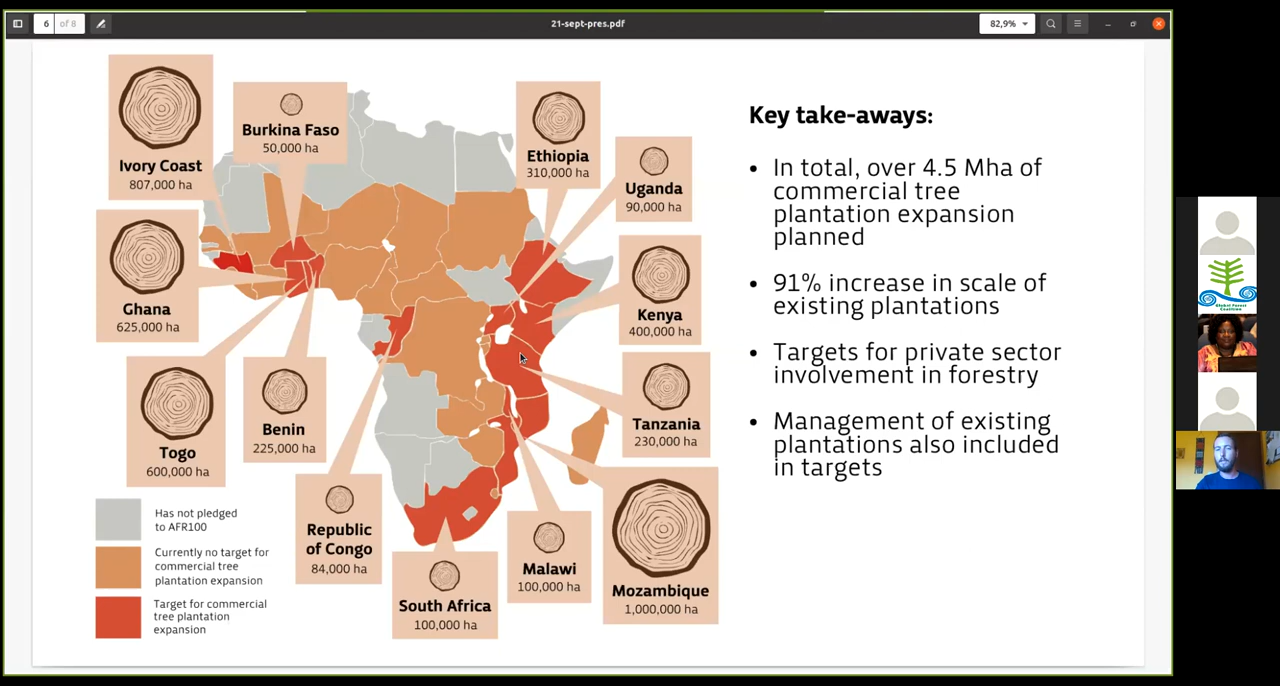 6 of 8
21-sept-pres.pdf
82,9%
Ivory Coast
807,000 ha
Burkina Faso
50,000 ha
Ethiopia
310,000 ha
Uganda
90,000 ha
Ghana
625,000 ha
Kenya
400,000 ha
Togo
600,000 ha
Benin
225,000 ha
Tanzania
230,000 ha
Republic
of Congo
84,000 ha
South Africa
100,000 ha
Malawi
100,000 ha
Mozambique
1,000,000 ha
Has not pledged
to AFR100
Currently no target for
commercial tree
plantation expansion
Target for commercial
tree plantation
expansion
Key take-aways:
• In total, over 4.5 Mha of
commercial tree
plantation expansion
planned
• 91% increase in scale of
existing plantations
• Targets for private sector
involvement in forestry
• Management of existing
plantations also included
in targets
Global Forest
Coalition